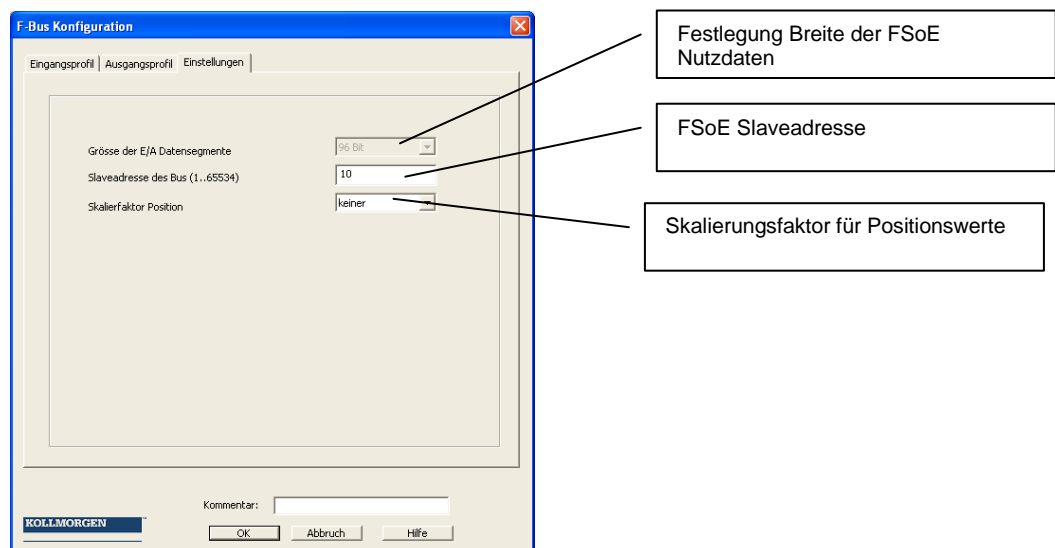 F-Bus Konfiguration
Eingangsprofil
Ausgangsprofil
Einstellungen
Grösse der E/A Datensegmente
96 Bit
Slaveadresse des Bus (1..65534)
10
Skalierfaktor Position
keiner
Kommentar:
KOLLMORGEN
OK
Abbruch
Hilfe
Festlegung Breite der FSoE
Nutzdaten
FSoE Slaveadresse
Skalierungsfaktor für Positionswerte